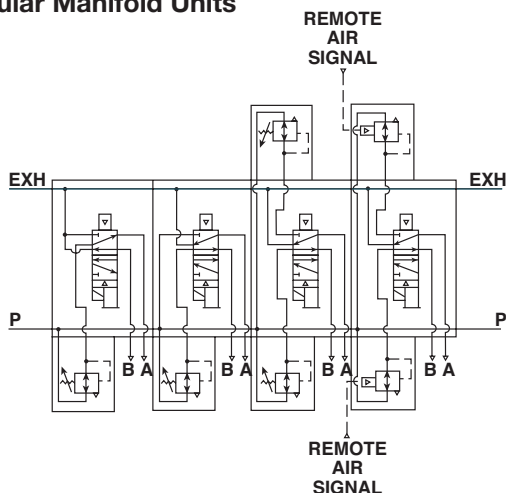 ular Manifold Units
REMOTE
AIR
SIGNAL
EXH EXH
P P
B A B A B A B A
REMOTE
AIR
SIGNAL